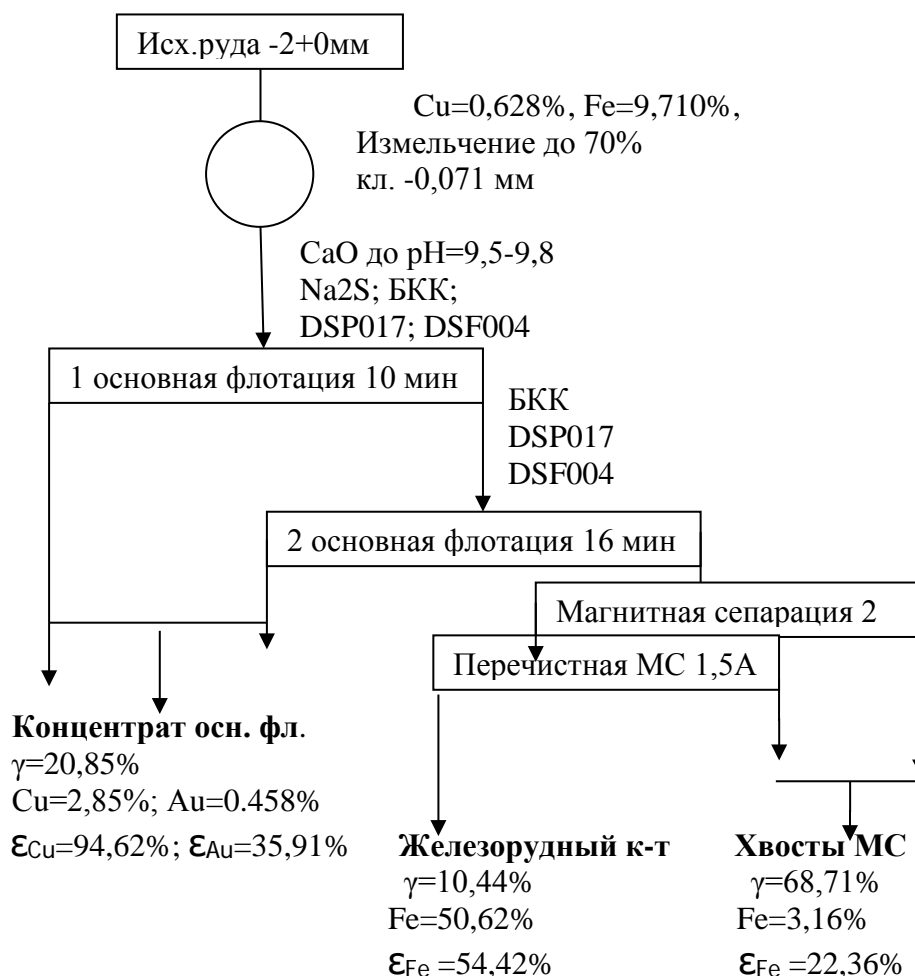 Исх.руда -2+0мм
Cu=0,628%, Fe=9,710%,
Измельчение до 70%
кл. -0,071 мм
CaO до pH=9,5-9,8
Na2S; БКК;
DSP017; DSF004
1 основная флотация 10 мин
БКК
DSP017
DSF004
2 основная флотация 16 мин
Магнитная сепарация 2
Перечистная МС 1,5А
Концентрат осн. фл.
γ=20,85%
Cu=2,85%; Au=0.458%
εCu=94,62%; εAu=35,91%
Железорудный к-т
γ=10,44%
Fe=50,62%
εFe =54,42%
Хвосты МС
γ=68,71%
Fe=3,16%
εFe =22,36%